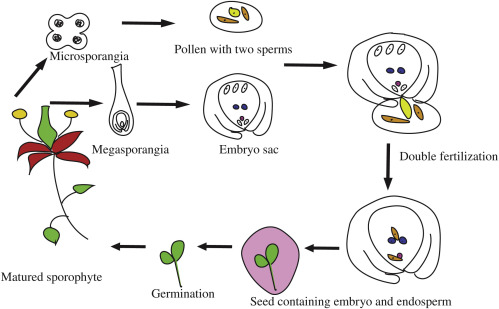 Microsporangia
Pollen with two sperms
Megasporangia
Embryo sac
Double fertilization
Matured sporophyte
Germination
Seed containing embryo and endosperm